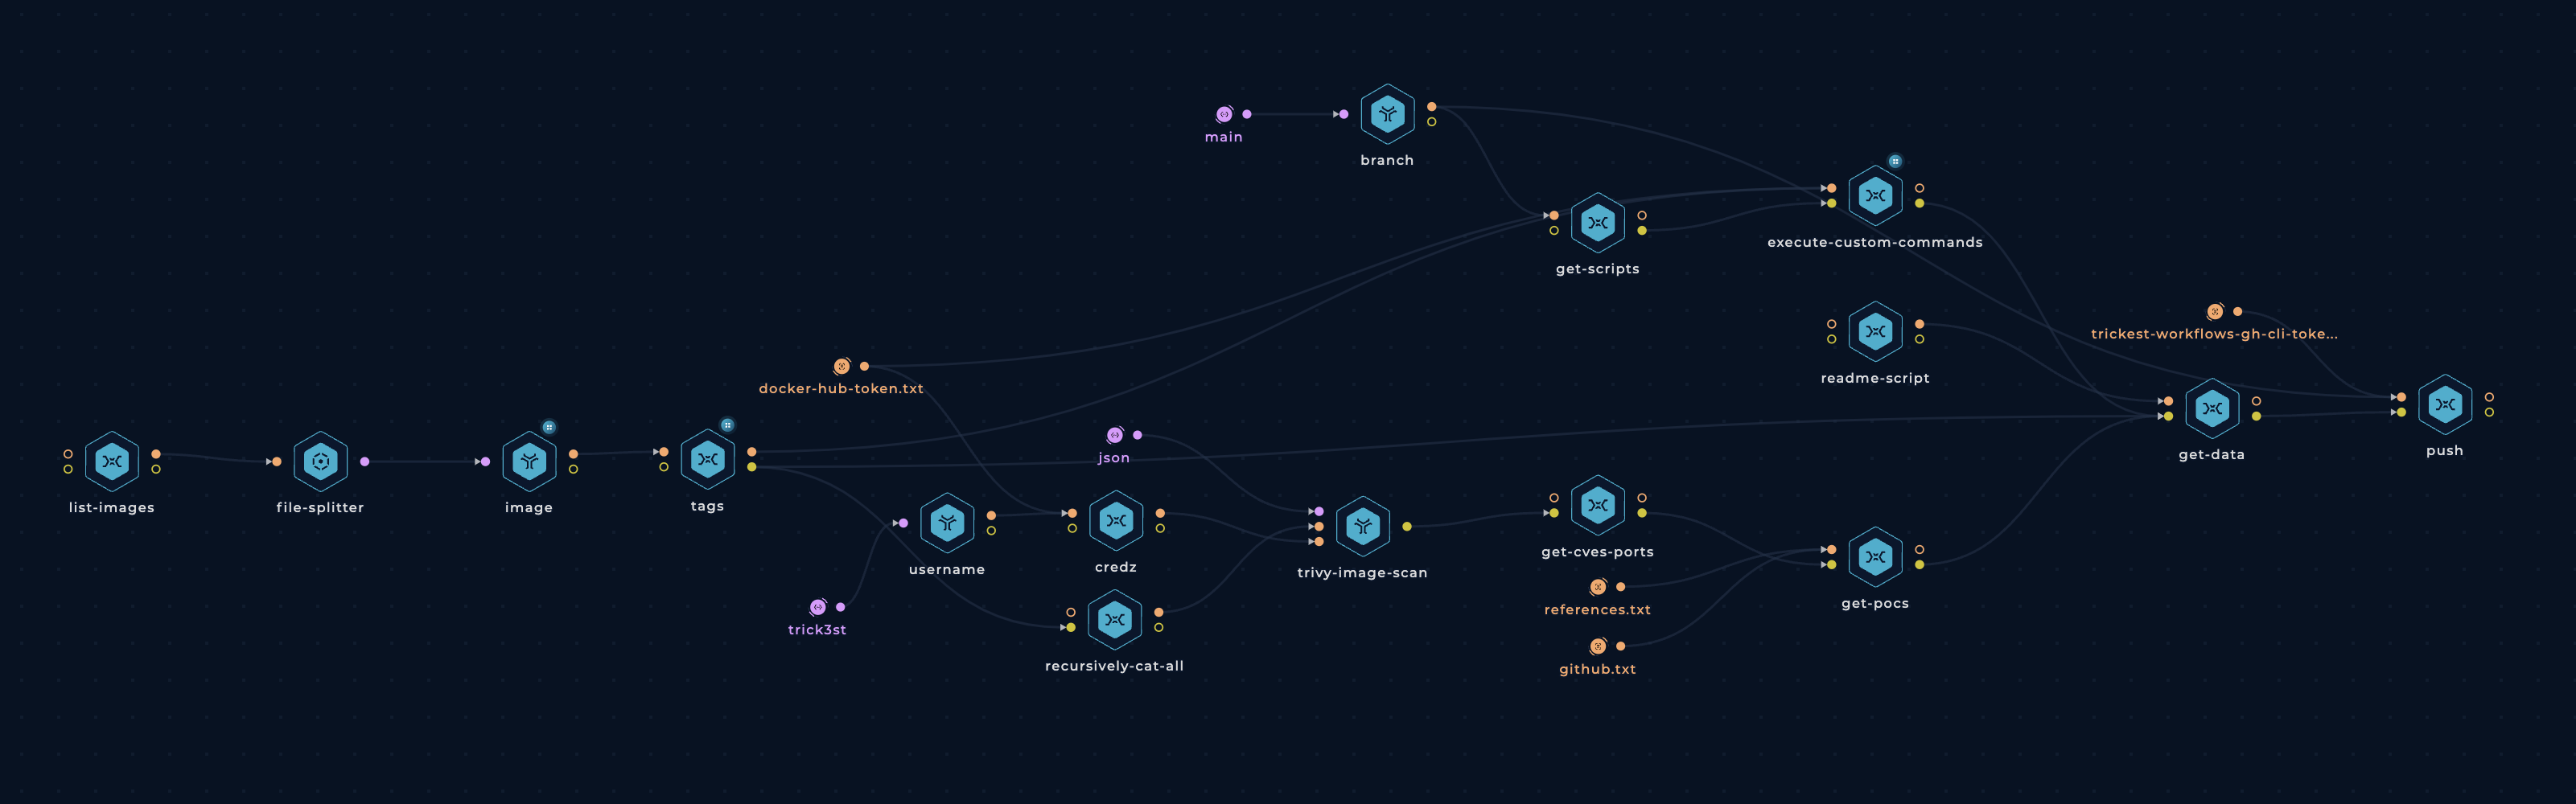 main
branch
execute-custom-commands
get-scripts
trickest-workflows-gh-cli-toke...
readme-script
docker-hub-token.txt
get-data
push
json
list-images
file-splitter
image
tags
username
credz
trivy-image-scan
get-cves-ports
references.txt
get-pocs
trick3st
recursively-cat-all
github.txt